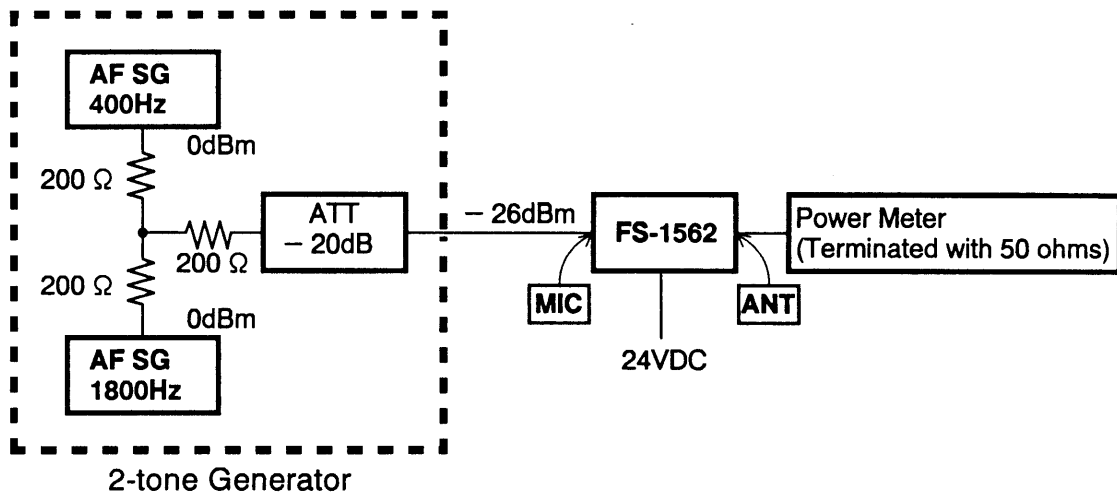 AF SG
400Hz
0dBm
200 Ω
200 Ω
ATT
– 20dB
200 Ω
0dBm
AF SG
1800Hz
2-tone Generator
– 26dBm
FS-1562
MIC
ANT
24VDC
Power Meter
(Terminated with 50 ohms)